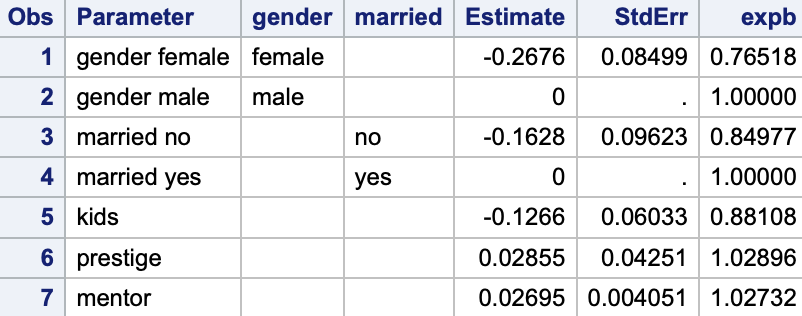 Obs Parameter gender married Estimate StdErr expb
1 gender female female -0.2676 0.08499 0.76518
2 gender male male 0 . 1.00000
3 married no no -0.1628 0.09623 0.84977
4 married yes yes 0 . 1.00000
5 kids -0.1266 0.06033 0.88108
6 prestige 0.02855 0.04251 1.02896
7 mentor 0.02695 0.004051 1.02732